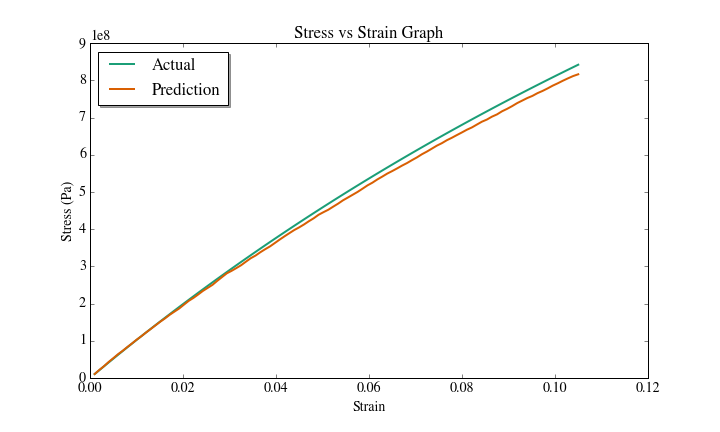 Stress vs Strain Graph
1e8
Actual
Prediction
9
8
7
6
5
4
3
2
1
0
Stress (Pa)
0.00 0.02 0.04 0.06 0.08 0.10 0.12
Strain